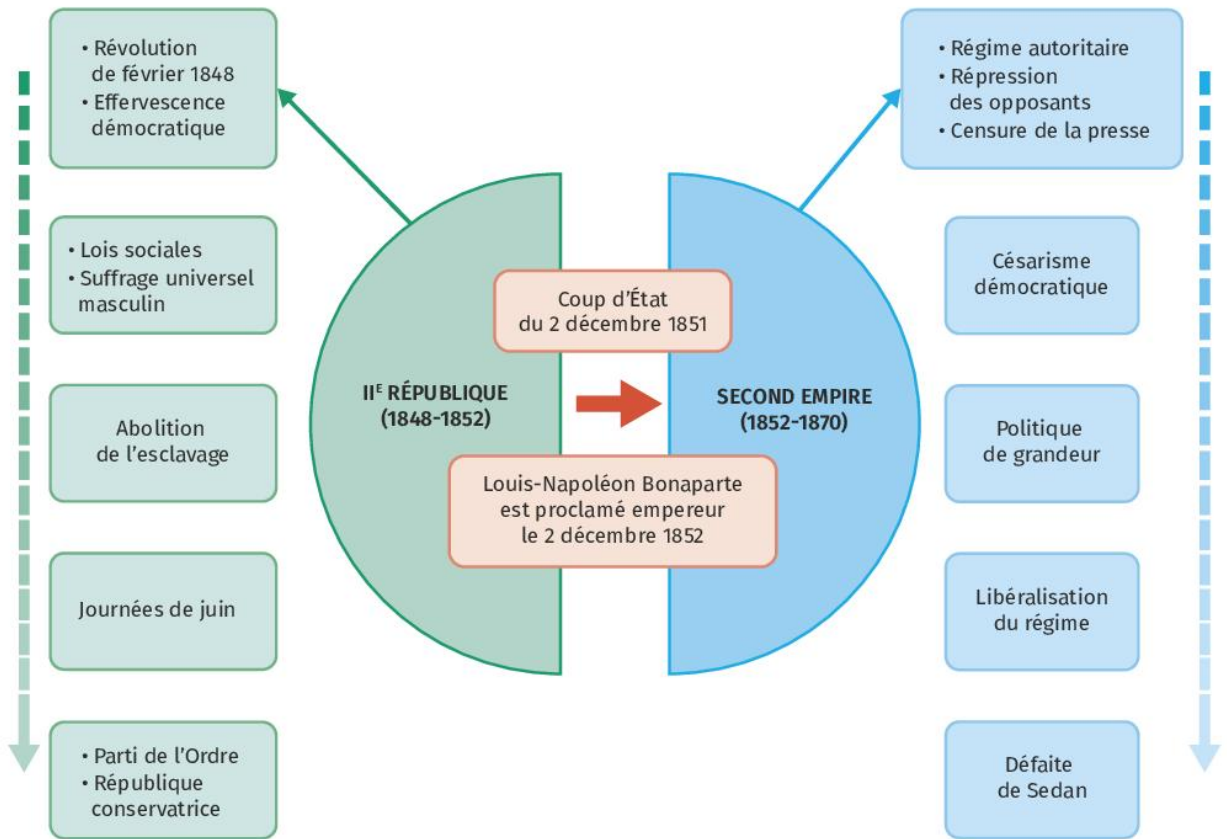 • Révolution
de février 1848
• Effervescence
démocratique
• Lois sociales
• Suffrage universel
masculin
Abolition
de l'esclavage
Journées de juin
• Parti de l'Ordre
• République
conservatrice
IIᴱ RÉPUBLIQUE
(1848-1852)
Coup d'État
du 2 décembre 1851
Louis-Napoléon Bonaparte
est proclamé empereur
le 2 décembre 1852
SECOND EMPIRE
(1852-1870)
• Régime autoritaire
• Répression
des opposants
• Censure de la presse
Césarisme
démocratique
Politique
de grandeur
Libéralisation
du régime
Défaite
de Sedan